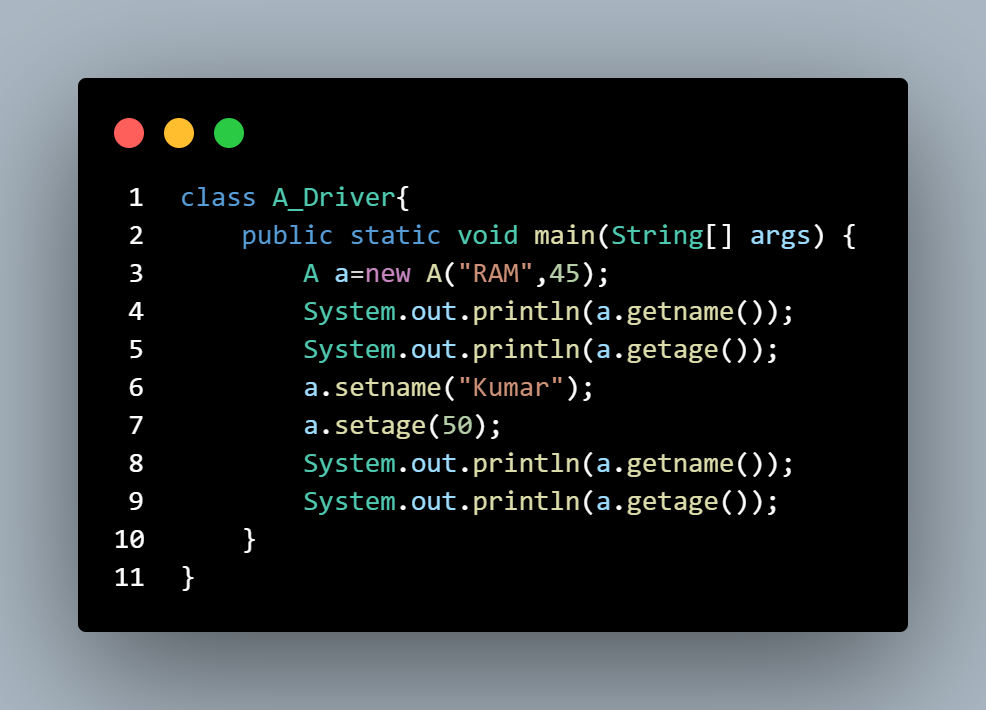 1 class A_Driver{
2     public static void main(String[] args) {
3         A a=new A("RAM",45);
4         System.out.println(a.getname());
5         System.out.println(a.getage());
6         a.setname("Kumar");
7         a.setage(50);
8         System.out.println(a.getname());
9         System.out.println(a.getage());
10     }
11 }